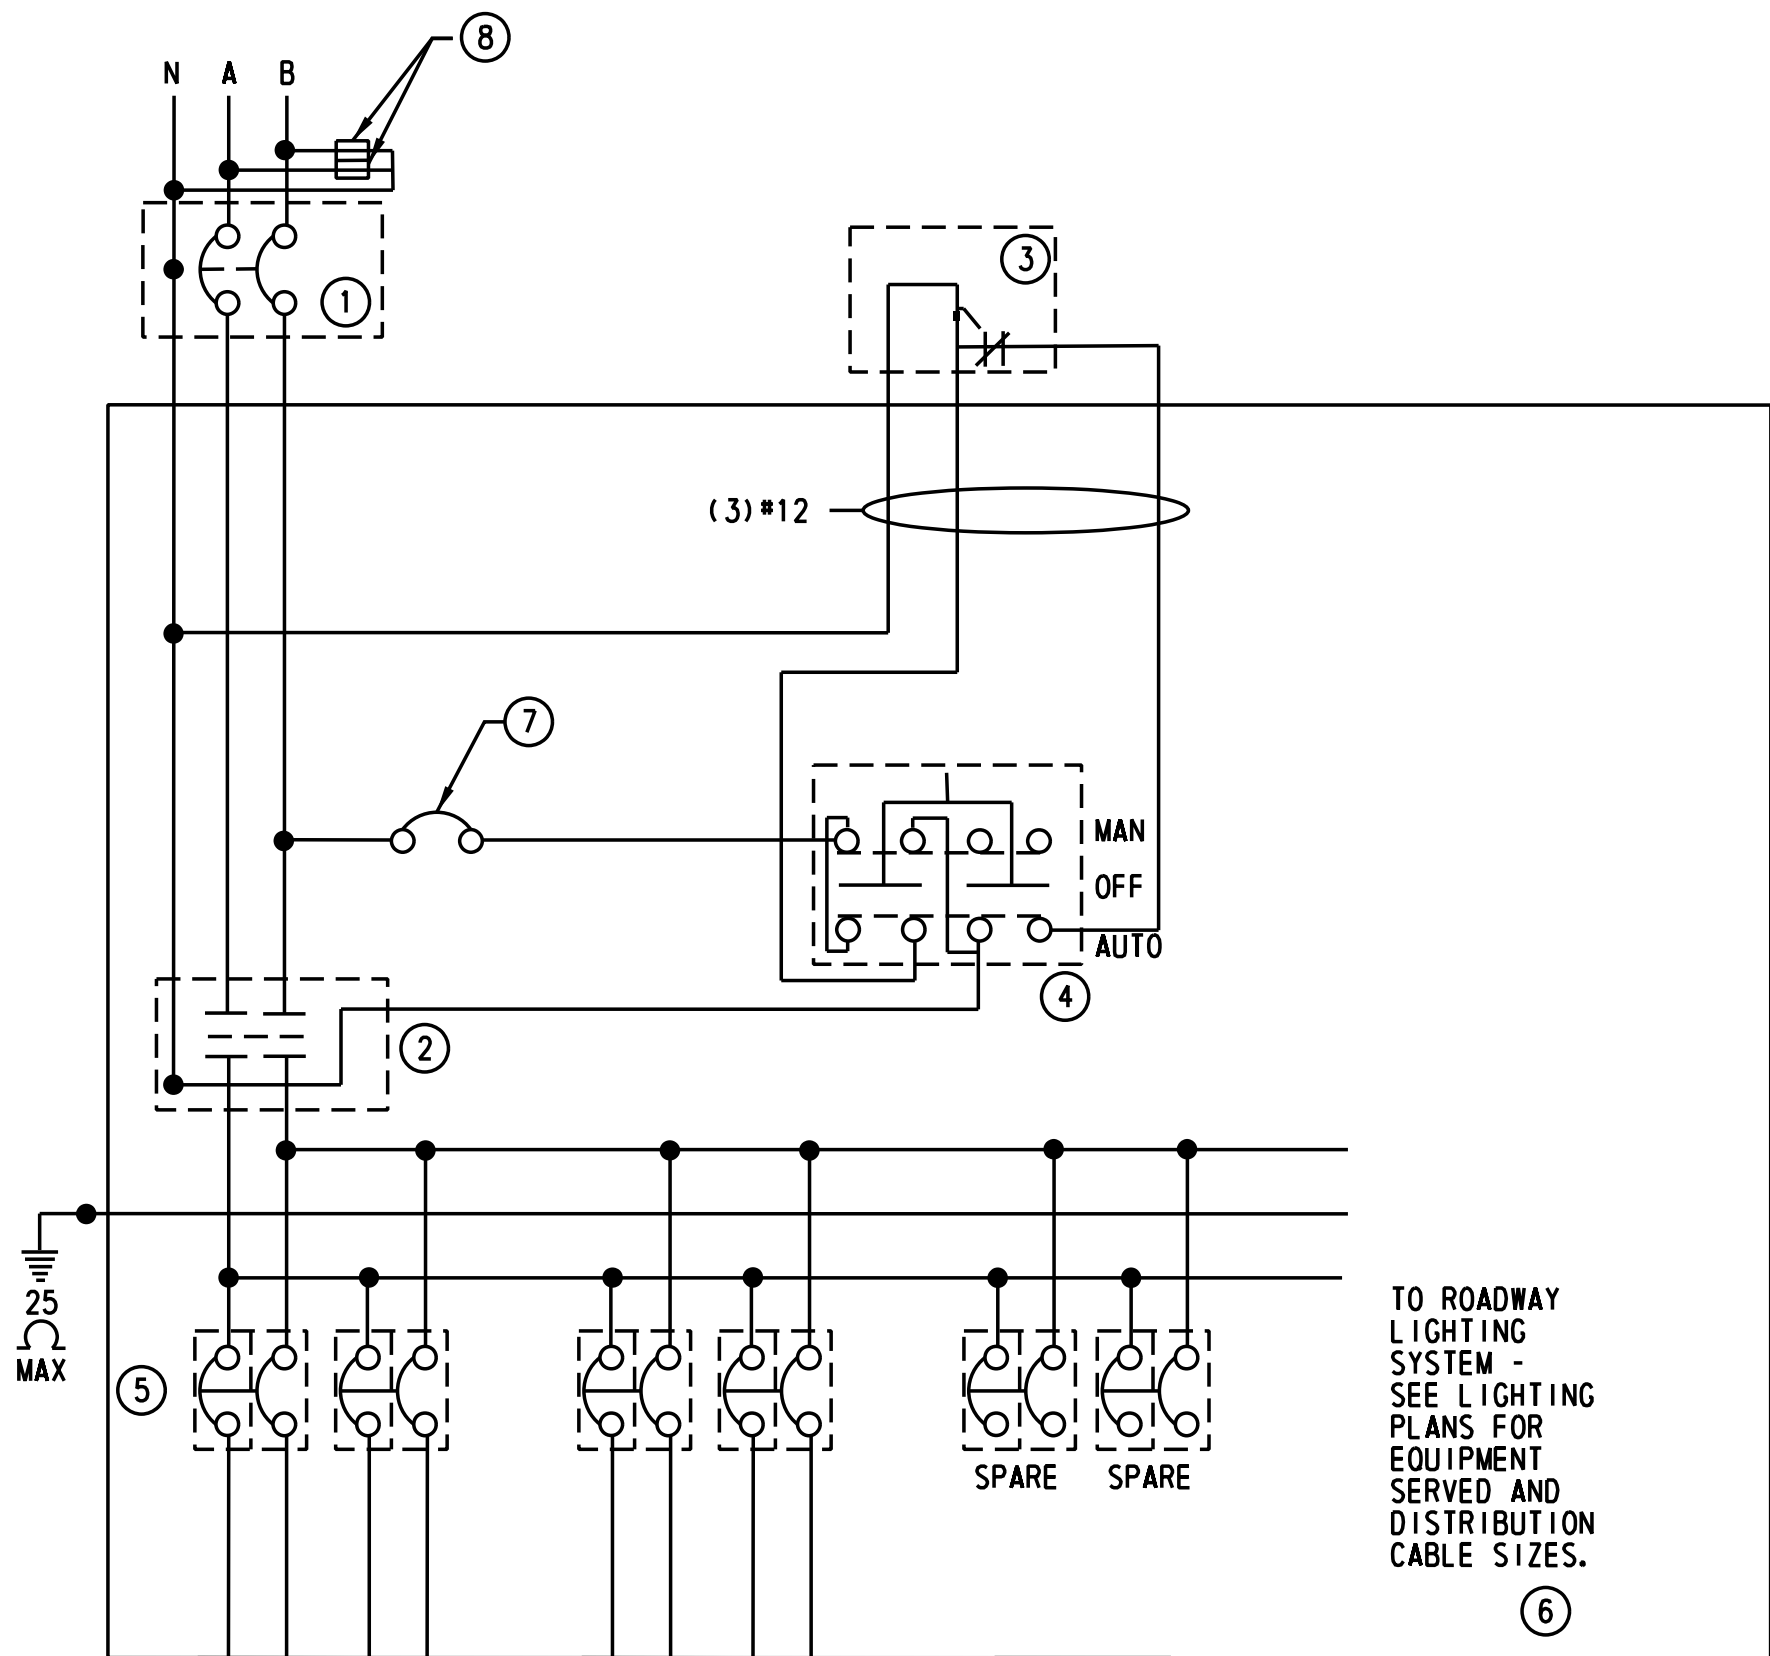 8
N A B
3
1
(3)#12
7
MAN
OFF
AUTO
4
2
25
Ω
MAX
5
SPARE SPARE
TO ROADWAY
LIGHTING
SYSTEM -
SEE LIGHTING
PLANS FOR
EQUIPMENT
SERVED AND
DISTRIBUTION
CABLE SIZES.
6